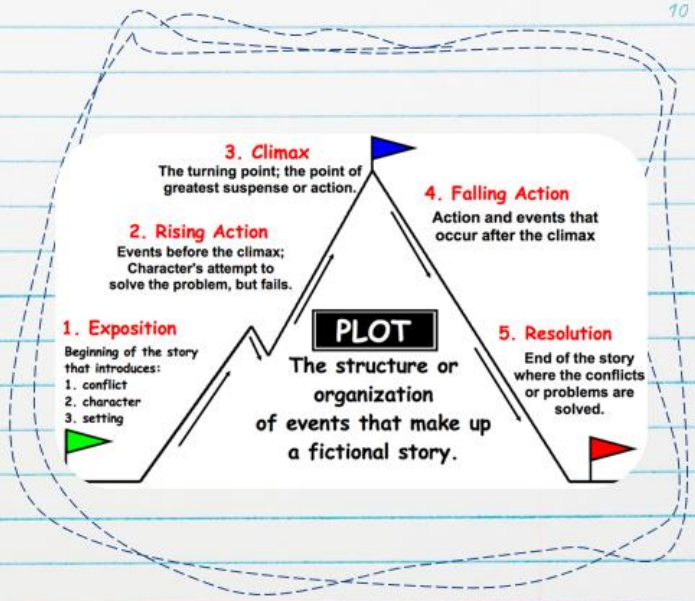 10
3. Climax
The turning point; the point of
greatest suspense or action.
4. Falling Action
Action and events that
occur after the climax
2. Rising Action
Events before the climax;
Character's attempt to
solve the problem, but fails.
1. Exposition
Beginning of the story
that introduces:
1. conflict
2. character
3. setting
PLOT
The structure or
organization
of events that make up
a fictional story.
5. Resolution
End of the story
where the conflicts
or problems are
solved.